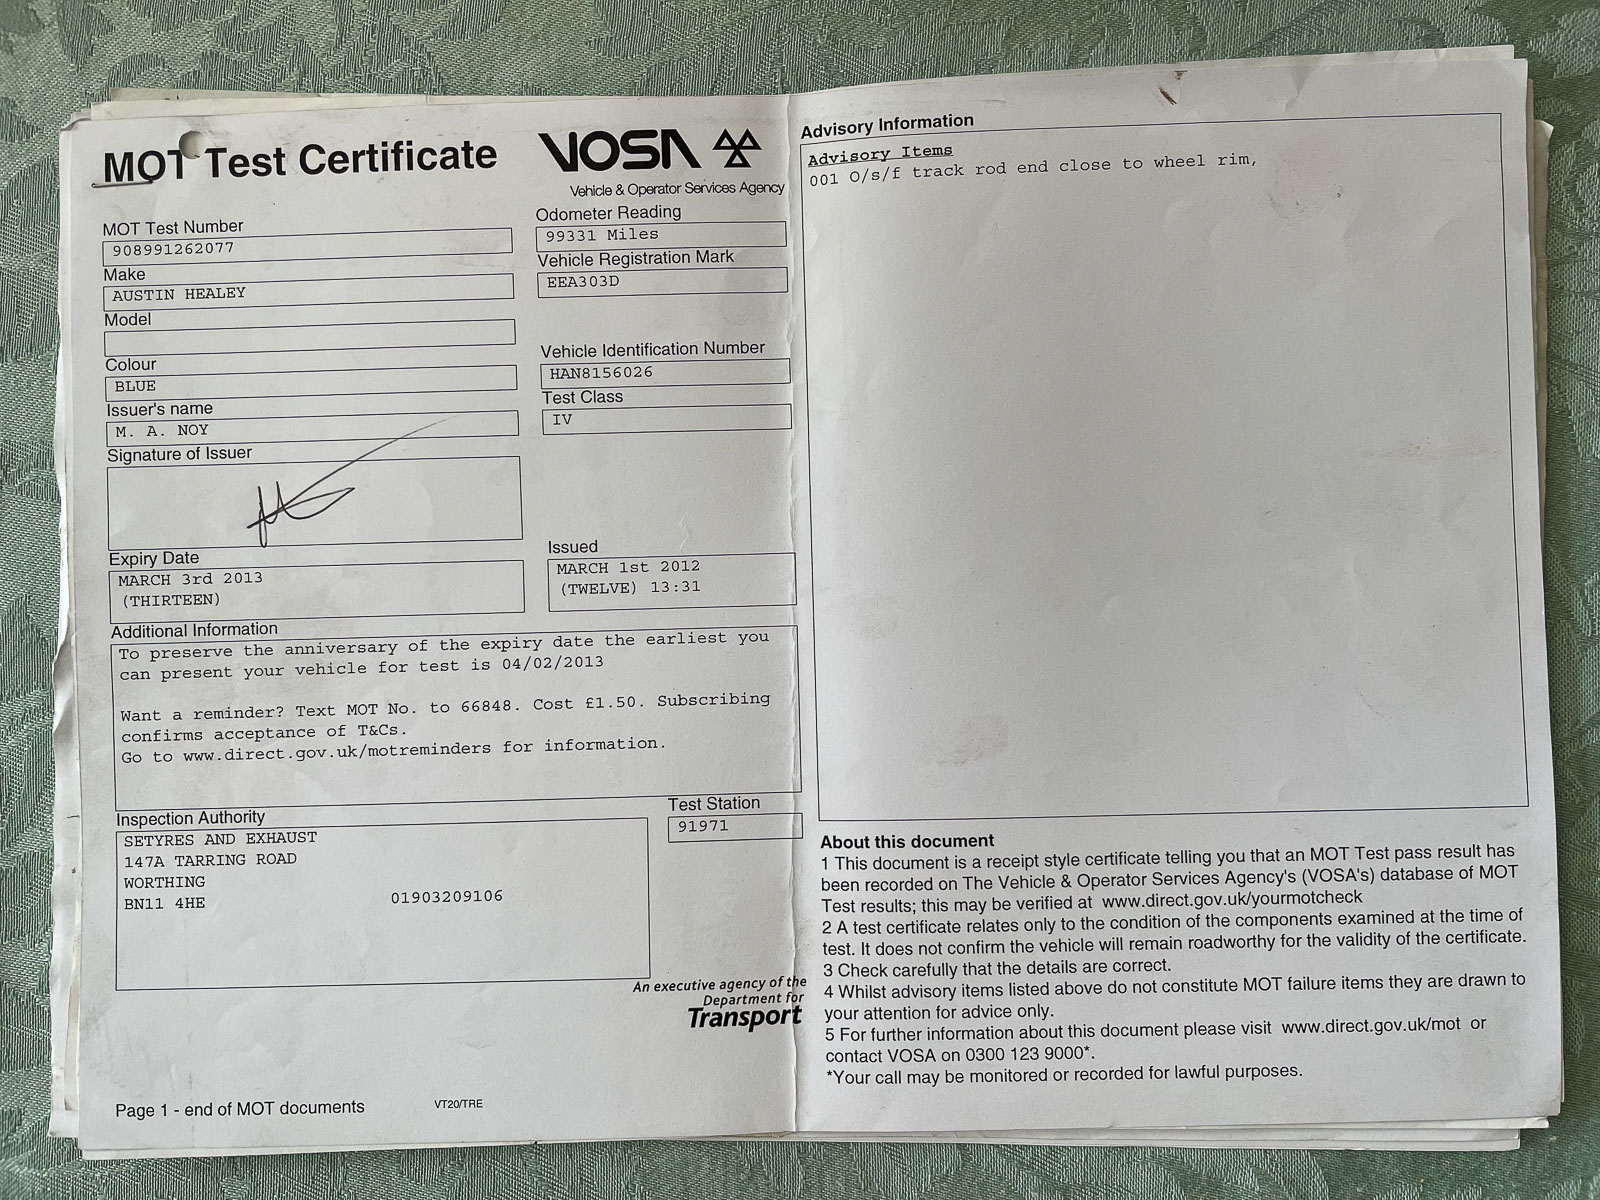 MOT Test Certificate
VOSA
Vehicle & Operator Services Agency
MOT Test Number
908991262077
Odometer Reading
99331 Miles
Make
AUSTIN HEALEY
Vehicle Registration Mark
EEA303D
Model
Colour
BLUE
Vehicle Identification Number
HAN8156026
Issuer's name
M. A. NOY
Test Class
IV
Signature of Issuer
Expiry Date
MARCH 3rd 2013
(THIRTEEN)
Issued
MARCH 1st 2012
(TWELVE) 13:31
Additional Information
To preserve the anniversary of the expiry date the earliest you
can present your vehicle for test is 04/02/2013
Want a reminder? Text MOT No. to 66848. Cost £1.50. Subscribing
confirms acceptance of T&Cs.
Go to www.direct.gov.uk/motreminders for information.
Inspection Authority
SETYRES AND EXHAUST
147A TARRING ROAD
WORTHING
BN11 4HE 01903209106
Test Station
91971
An executive agency of the
Department for
Transport
Page 1 - end of MOT documents
VT20/TRE
Advisory Information
Advisory Items
001 O/s/f track rod end close to wheel rim,
About this document
1 This document is a receipt style certificate telling you that an MOT Test pass result has
been recorded on The Vehicle & Operator Services Agency's (VOSA's) database of MOT
Test results; this may be verified at www.direct.gov.uk/yourmotcheck
2 A test certificate relates only to the condition of the components examined at the time of
test. It does not confirm the vehicle will remain roadworthy for the validity of the certificate.
3 Check carefully that the details are correct.
4 Whilst advisory items listed above do not constitute MOT failure items they are drawn to
your attention for advice only.
5 For further information about this document please visit www.direct.gov.uk/mot or
contact VOSA on 0300 123 9000*.
*Your call may be monitored or recorded for lawful purposes.